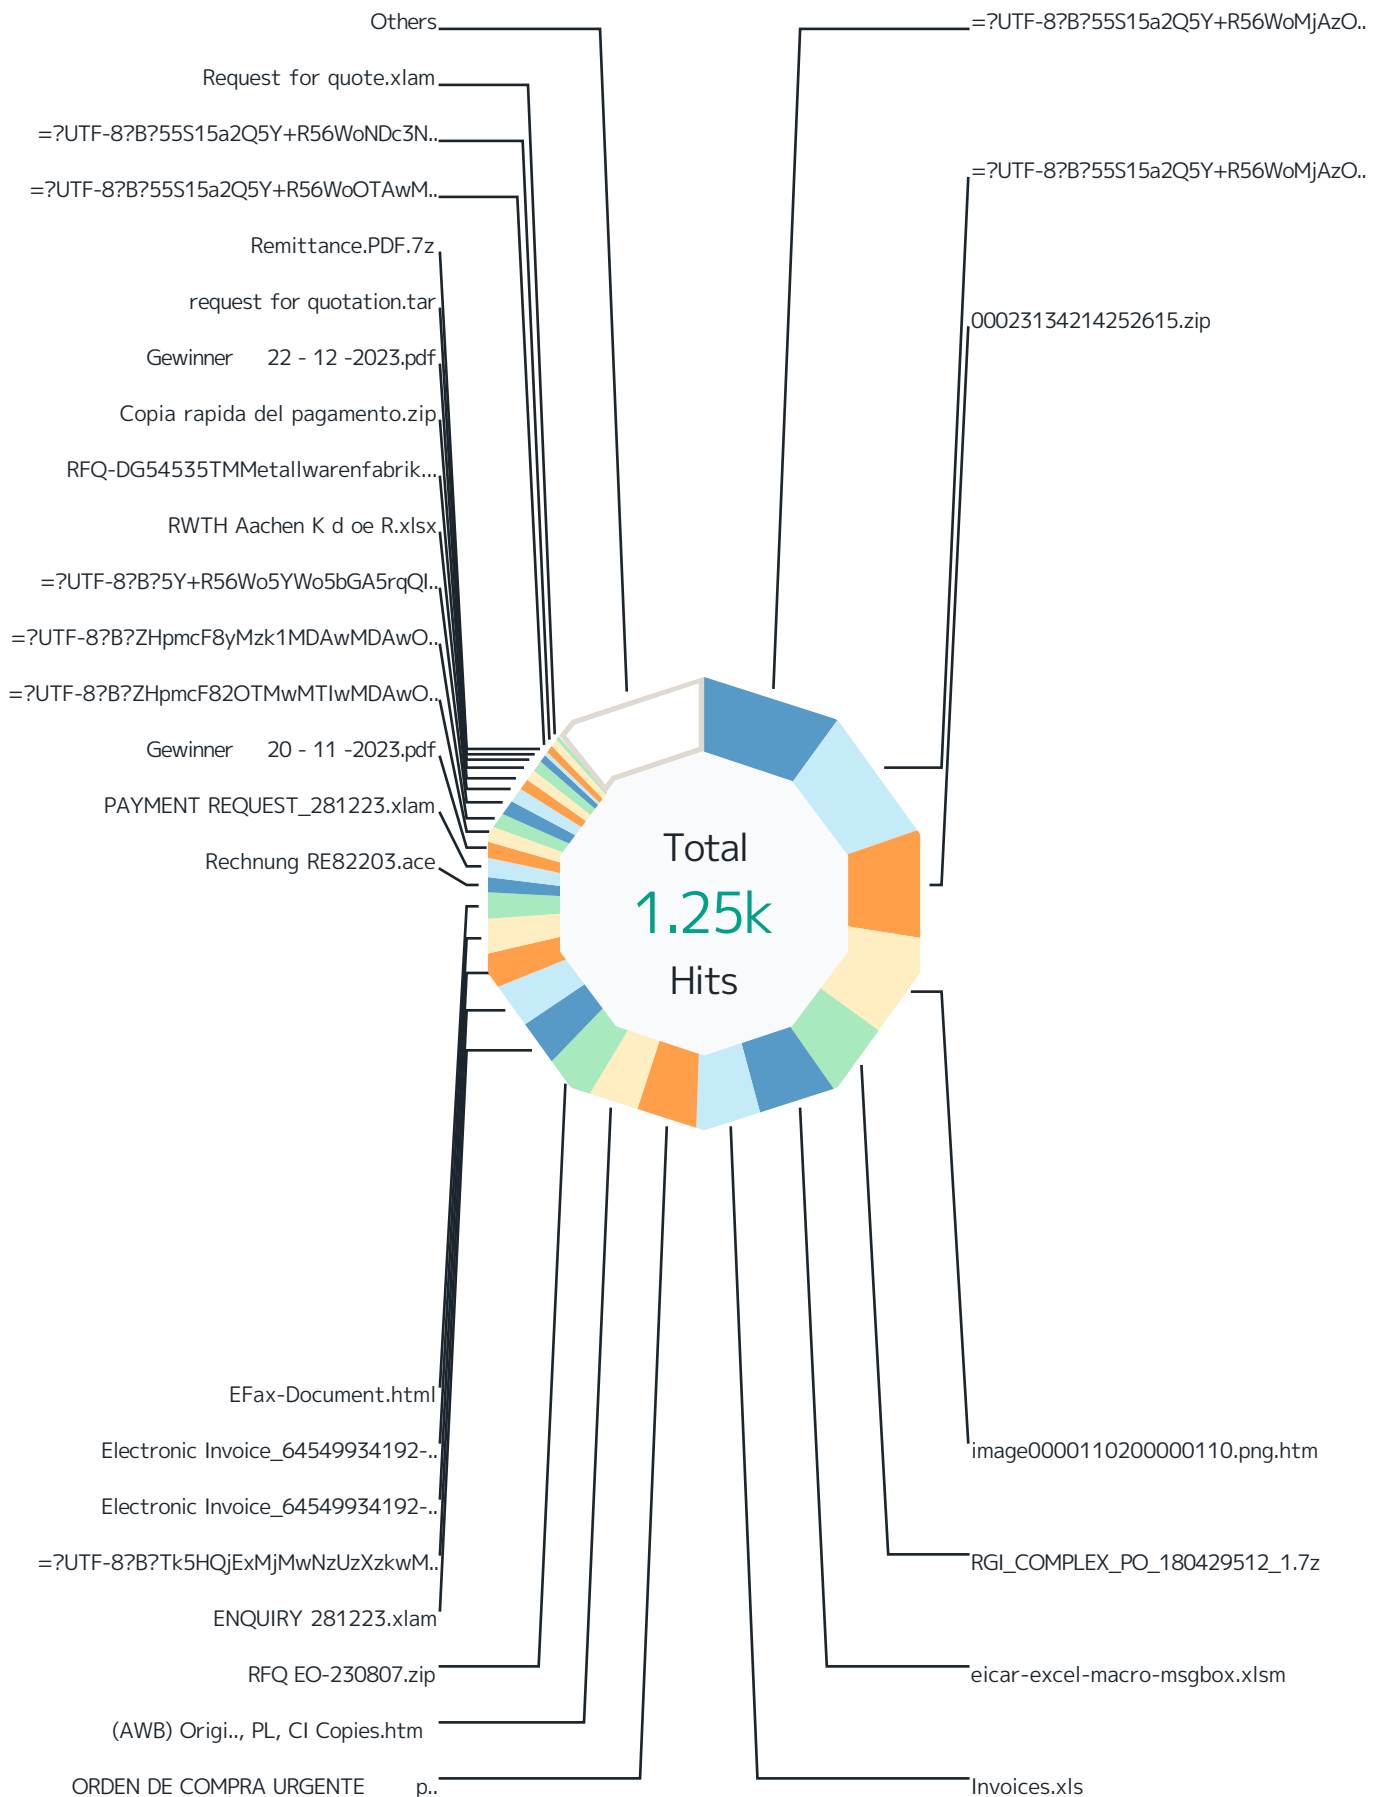 Others
Request for quote.xlam
=?UTF-8?B?55S15a2Q5Y+R56WoNDc3N..
=?UTF-8?B?55S15a2Q5Y+R56WoOTAwM..
Remittance.PDF.7z
request for quotation.tar
Gewinner 22 - 12 -2023.pdf
Copia rapida del pagamento.zip
RFQ-DG54535TMMetallwarenfabrik...
RWTH Aachen K d oe R.xlsx
=?UTF-8?B?5Y+R56Wo5YWo5bGA5rqQI..
=?UTF-8?B?ZHpmcF8yMzk1MDAwMDAwO..
=?UTF-8?B?ZHpmcF82OTMwMTIwMDAwO..
Gewinner 20 - 11 -2023.pdf
PAYMENT REQUEST_281223.xlam
Rechnung RE82203.ace
EFax-Document.html
Electronic Invoice_64549934192-..
Electronic Invoice_64549934192-..
=?UTF-8?B?Tk5HQjExMjMwNzUzXzkwM..
ENQUIRY 281223.xlam
RFQ EO-230807.zip
(AWB) Origi.., PL, CI Copies.htm
ORDEN DE COMPRA URGENTE p..
Total
1.25k
Hits
=?UTF-8?B?55S15a2Q5Y+R56WoMjAzO..
=?UTF-8?B?55S15a2Q5Y+R56WoMjAzO..
00023134214252615.zip
image0000110200000110.png.htm
RGI_COMPLEX_PO_180429512_1.7z
eicar-excel-macro-msgbox.xlsm
Invoices.xls